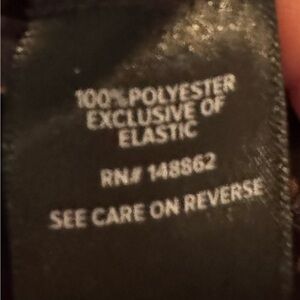 100% POLYESTER
EXCLUSIVE OF
ELASTIC
RN# 148862
SEE CARE ON REVERSE